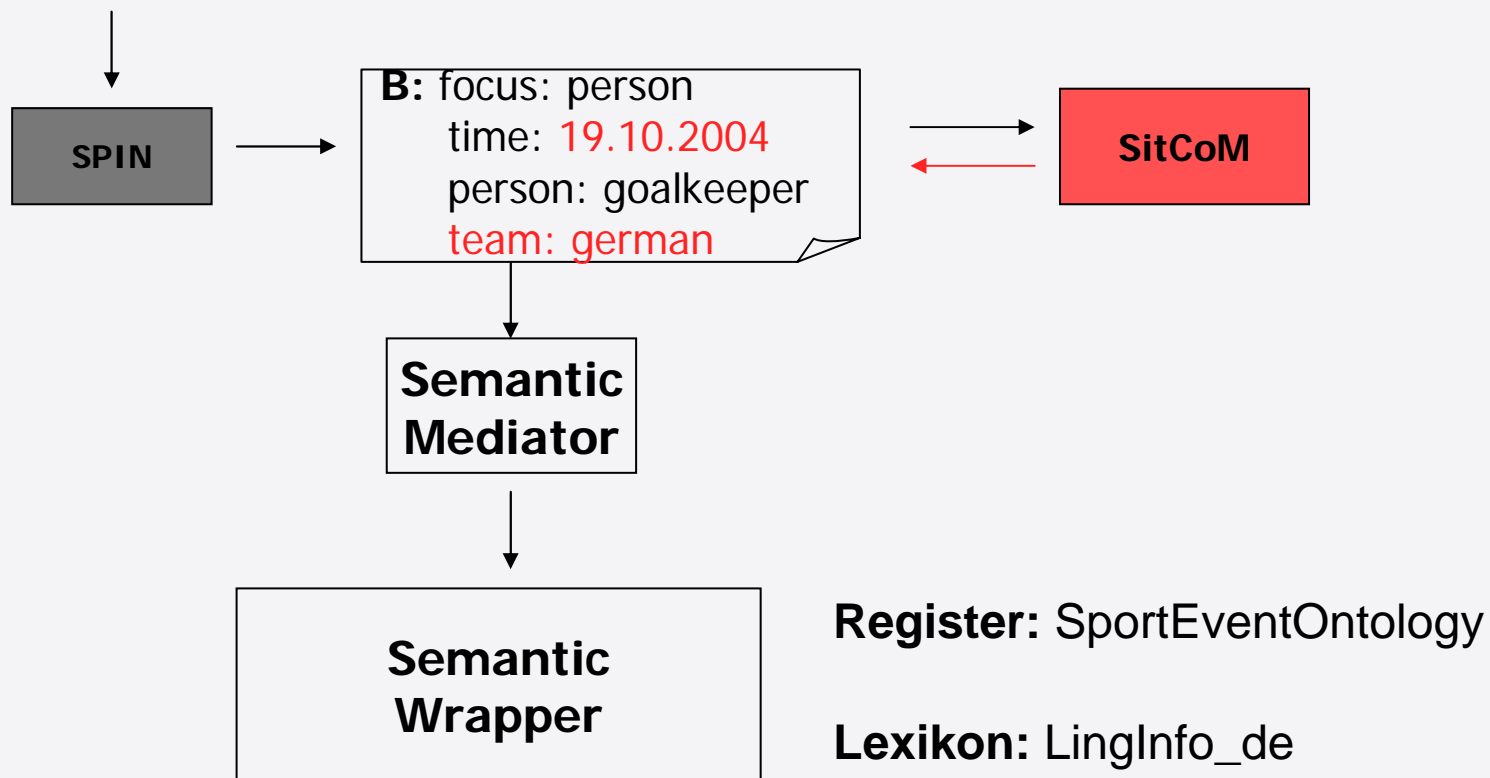 SPIN
B: focus: person
time: 19.10.2004
person: goalkeeper
team: german
SitCoM
Semantic
Mediator
Semantic
Wrapper
Register: SportEventOntology
Lexikon: LingInfo_de